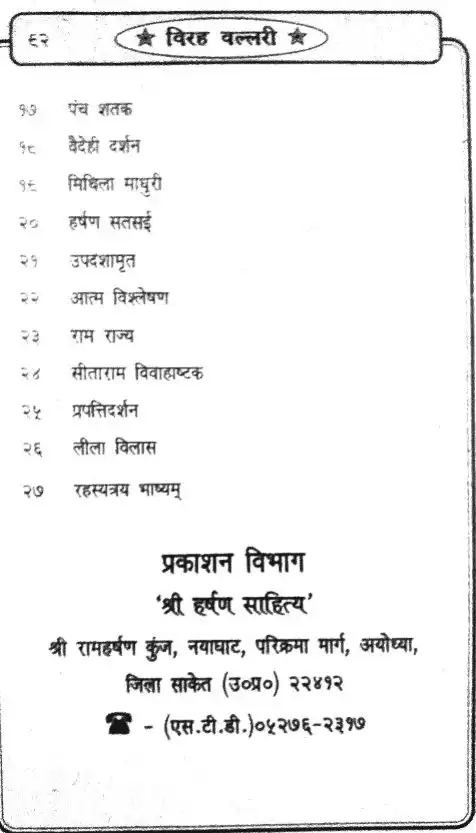 ६२ ★ विरह वल्लरी ★
१७ पंच शतक
१८ वैदेही दर्शन
१९ मिथिला माधुरी
२० हर्षण सतसई
२१ उपदशामृत
२२ आत्म विश्लेषण
२३ राम राज्य
२४ सीताराम विवाहाष्टक
२५ प्रपत्तिदर्शन
२६ लीला विलास
२७ रहस्यत्रय भाष्यम्
प्रकाशन विभाग
‘श्री हर्षण साहित्य’
श्री रामहर्षण कुंज, नयाघाट, परिक्रमा मार्ग, अयोध्या,
जिला साकेत (उ०प्र०) २२४१२
☎ - (एस.टी.डी.)०५२७६-२३१७